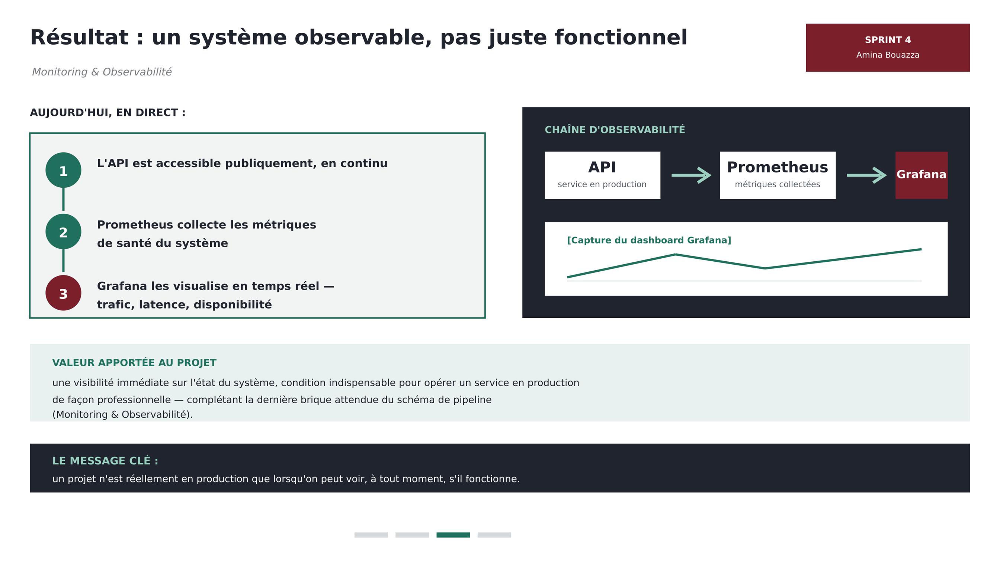 Résultat : un système observable, pas juste fonctionnel
SPRINT 4
Amina Bouazza
Monitoring & Observabilité
AUJOURD'HUI, EN DIRECT :
1
L'API est accessible publiquement, en continu
2
Prometheus collecte les métriques
de santé du système
3
Grafana les visualise en temps réel —
trafic, latence, disponibilité
CHAÎNE D'OBSERVABILITÉ
API
service en production
Prometheus
métriques collectées
Grafana
[Capture du dashboard Grafana]
VALEUR APPORTÉE AU PROJET
une visibilité immédiate sur l'état du système, condition indispensable pour opérer un service en production
de façon professionnelle — complétant la dernière brique attendue du schéma de pipeline
(Monitoring & Observabilité).
LE MESSAGE CLÉ :
un projet n'est réellement en production que lorsqu'on peut voir, à tout moment, s'il fonctionne.